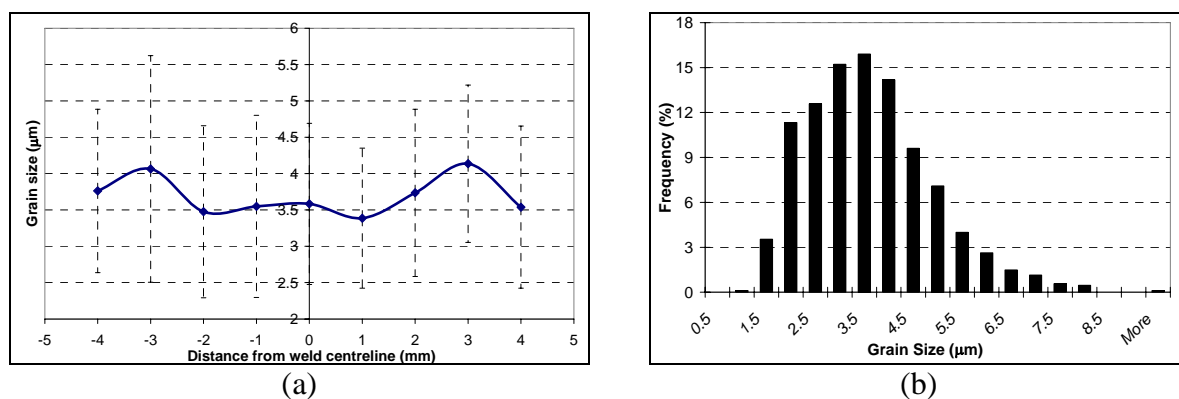 6
5.5
5
4.5
4
3.5
3
2.5
2
Grain size (μm)
-5 -4 -3 -2 -1 0 1 2 3 4 5
Distance from weld centreline (mm)
(a)
18
15
12
9
6
3
0
Frequency (%)
0.5 1.5 2.5 3.5 4.5 5.5 6.5 7.5 8.5 More
Grain Size (μm)
(b)